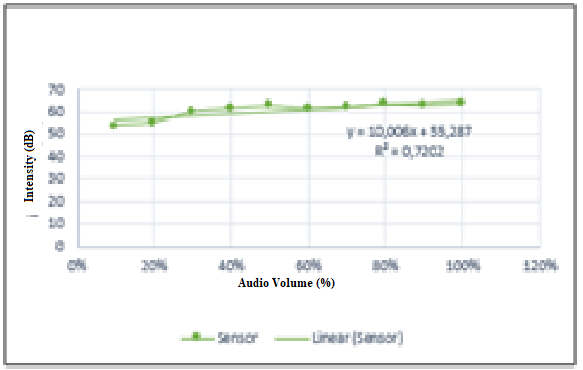 70
60
50
40
30
20
10
0
Intensity (dB)
y = 10,006x + 55,287
R² = 0,7202
0% 20% 40% 60% 80% 100% 120%
Audio Volume (%)
Sensor Linear (Sensor)